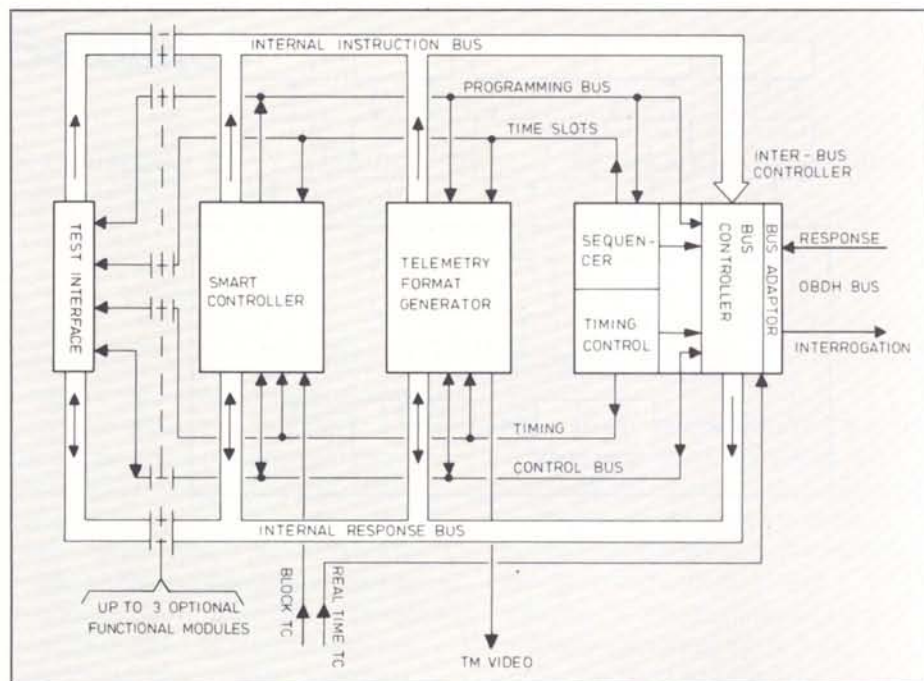 INTERNAL INSTRUCTION BUS
PROGRAMMING BUS
TIME SLOTS
INTER-BUS
CONTROLLER
TEST INTERFACE
SMART
CONTROLLER
TELEMETRY
FORMAT
GENERATOR
SEQUEN-
CER
TIMING
CONTROL
BUS
CONTROLLER
BUS ADAPTOR
RESPONSE
OBDH BUS
INTERROGATION
TIMING
CONTROL BUS
INTERNAL RESPONSE BUS
UP TO 3 OPTIONAL
FUNCTIONAL MODULES
BLOCK TC
REAL TIME TC
TM VIDEO